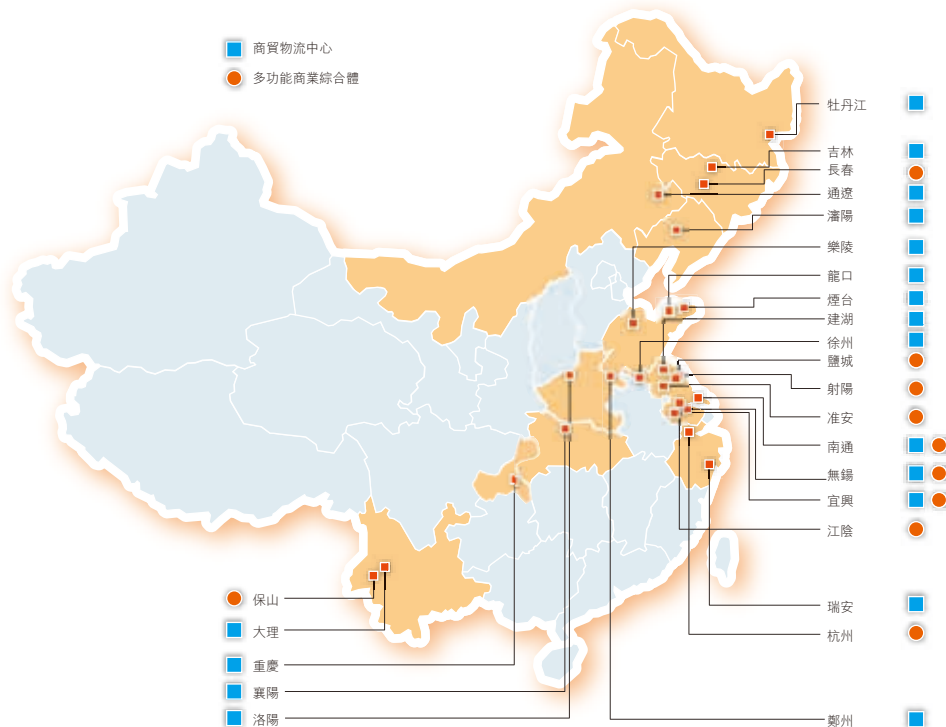 商貿物流中心
多功能商業綜合體
牡丹江
吉林
長春
通遼
瀋陽
樂陵
龍口
煙台
建湖
徐州
鹽城
射陽
准安
南通
無錫
宜興
江陰
瑞安
杭州
鄭州
保山
大理
重慶
襄陽
洛陽